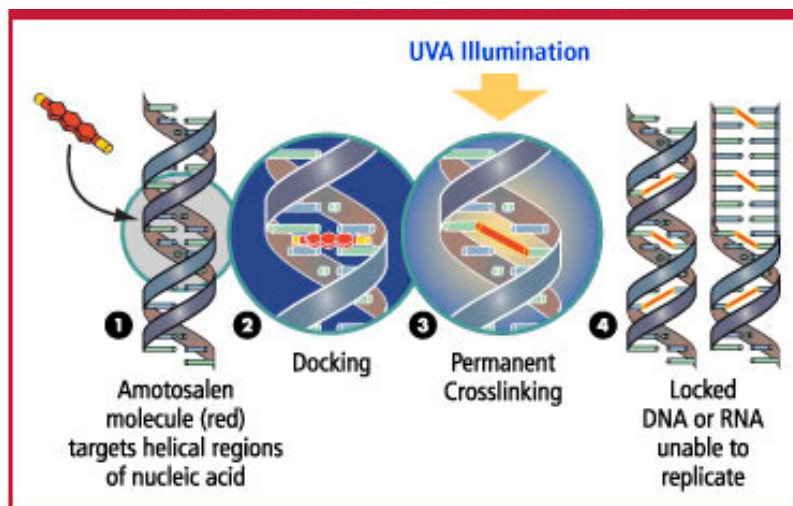 UVA Illumination
1
2
3
4
Docking
Permanent
Crosslinking
Amotosalen
molecule (red)
targets helical regions
of nucleic acid
Locked
DNA or RNA
unable to
replicate